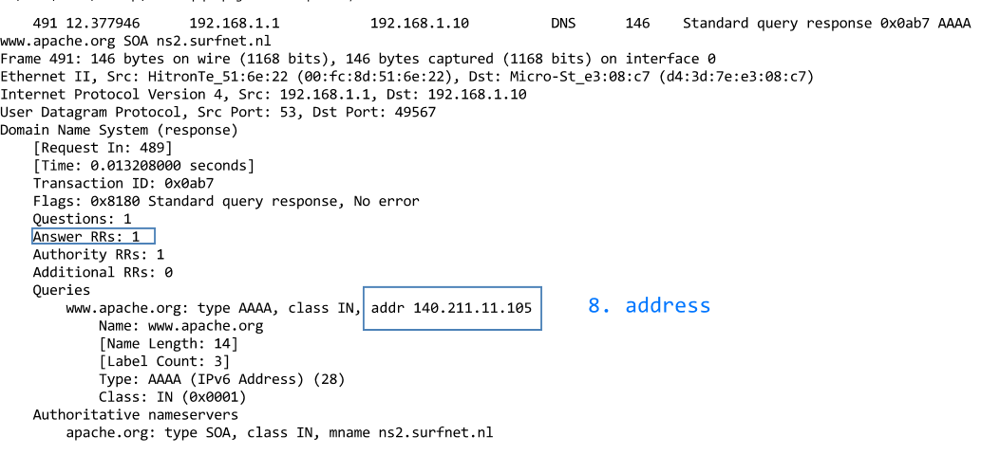 491 12.377946 192.168.1.1 192.168.1.10 DNS 146 Standard query response 0x0ab7 AAAA
www.apache.org SOA ns2.surfnet.nl
Frame 491: 146 bytes on wire (1168 bits), 146 bytes captured (1168 bits) on interface 0
Ethernet II, Src: HitronTe_51:6e:22 (00:fc:8d:51:6e:22), Dst: Micro-St_e3:08:c7 (d4:3d:7e:e3:08:c7)
Internet Protocol Version 4, Src: 192.168.1.1, Dst: 192.168.1.10
User Datagram Protocol, Src Port: 53, Dst Port: 49567
Domain Name System (response)
[Request In: 489]
[Time: 0.013208000 seconds]
Transaction ID: 0x0ab7
Flags: 0x8180 Standard query response, No error
Questions: 1
Answer RRs: 1
Authority RRs: 1
Additional RRs: 0
Queries
www.apache.org: type AAAA, class IN, addr 140.211.11.105 8. address
Name: www.apache.org
[Name Length: 14]
[Label Count: 3]
Type: AAAA (IPv6 Address) (28)
Class: IN (0x0001)
Authoritative nameservers
apache.org: type SOA, class IN, mname ns2.surfnet.nl